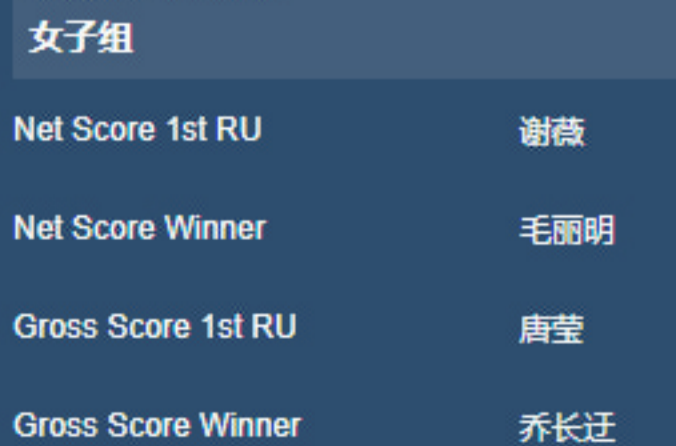 女子组
Net Score 1st RU 谢薇
Net Score Winner 毛丽明
Gross Score 1st RU 唐莹
Gross Score Winner 乔长迂